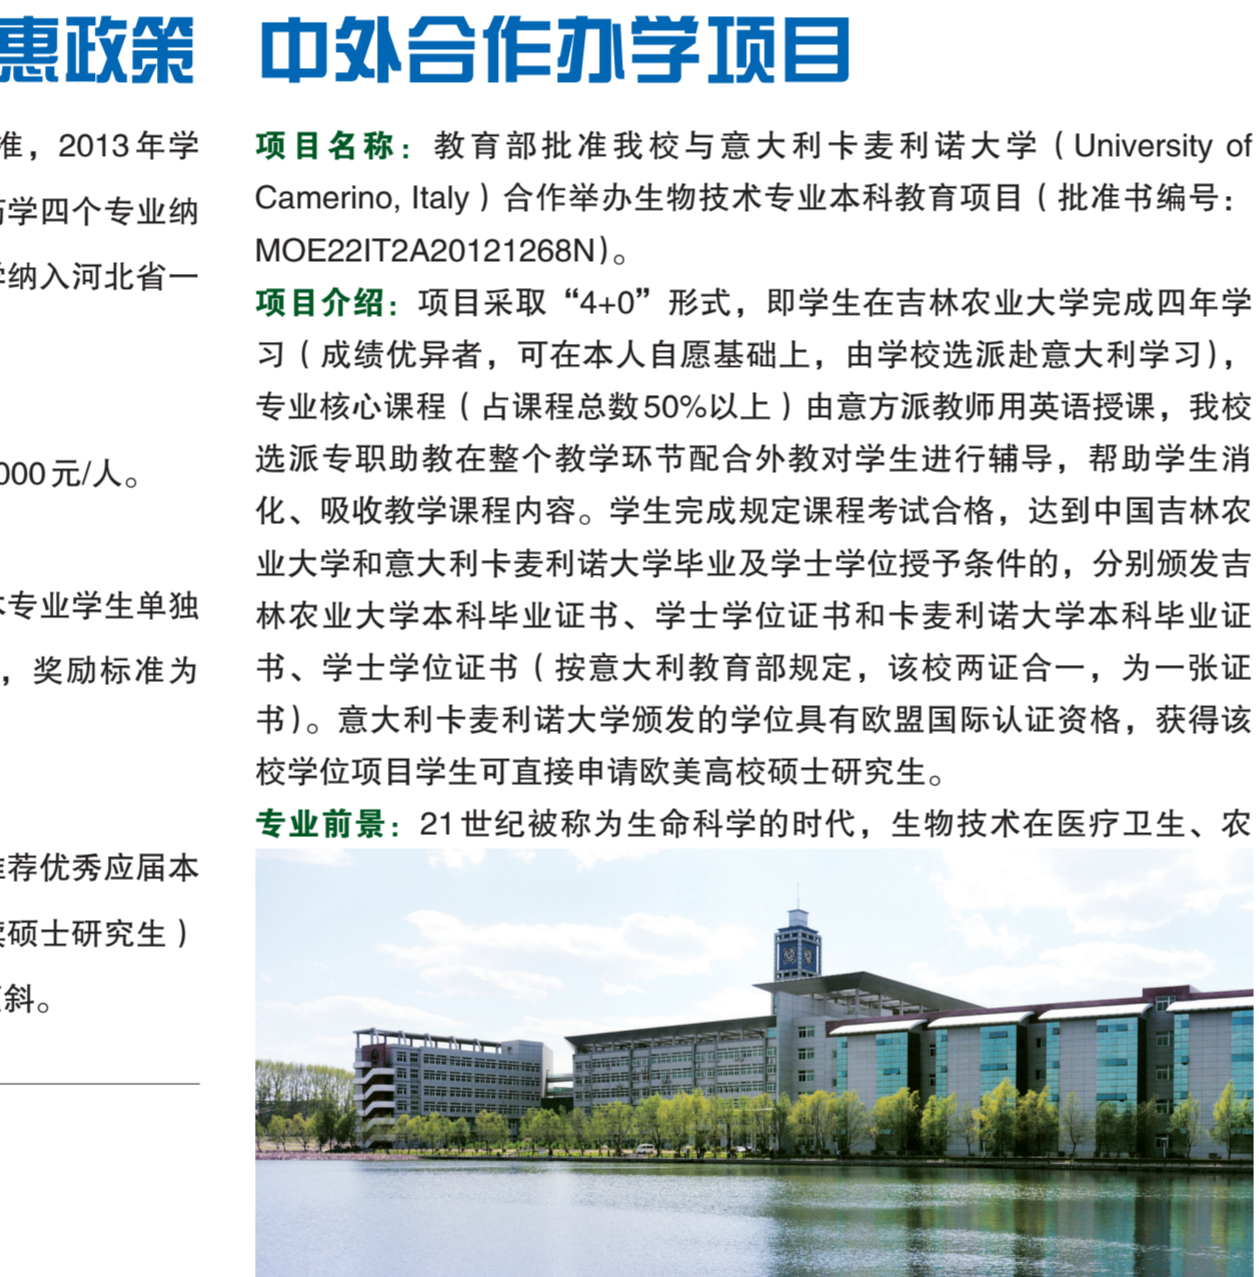 惠政策
准，2013年学
学四个专业纳
纳入河北省一
000元/人。
专业学生单独
，奖励标准为
荐优秀应届本
硕士研究生）
斜。
中外合作办学项目
项目名称：教育部批准我校与意大利卡麦利诺大学（University of
Camerino, Italy）合作举办生物技术专业本科教育项目（批准书编号：
MOE22IT2A20121268N）。
项目介绍：项目采取“4+0”形式，即学生在吉林农业大学完成四年学
习（成绩优异者，可在本人自愿基础上，由学校选派赴意大利学习），
专业核心课程（占课程总数50%以上）由意方派教师用英语授课，我校
选派专职助教在整个教学环节配合外教对学生进行辅导，帮助学生消
化、吸收教学课程内容。学生完成规定课程考试合格，达到中国吉林农
业大学和意大利卡麦利诺大学毕业及学士学位授予条件的，分别颁发吉
林农业大学本科毕业证书、学士学位证书和卡麦利诺大学本科毕业证
书、学士学位证书（按意大利教育部规定，该校两证合一，为一张证
书）。意大利卡麦利诺大学颁发的学位具有欧盟国际认证资格，获得该
校学位项目学生可直接申请欧美高校硕士研究生。
专业前景：21世纪被称为生命科学的时代，生物技术在医疗卫生、农